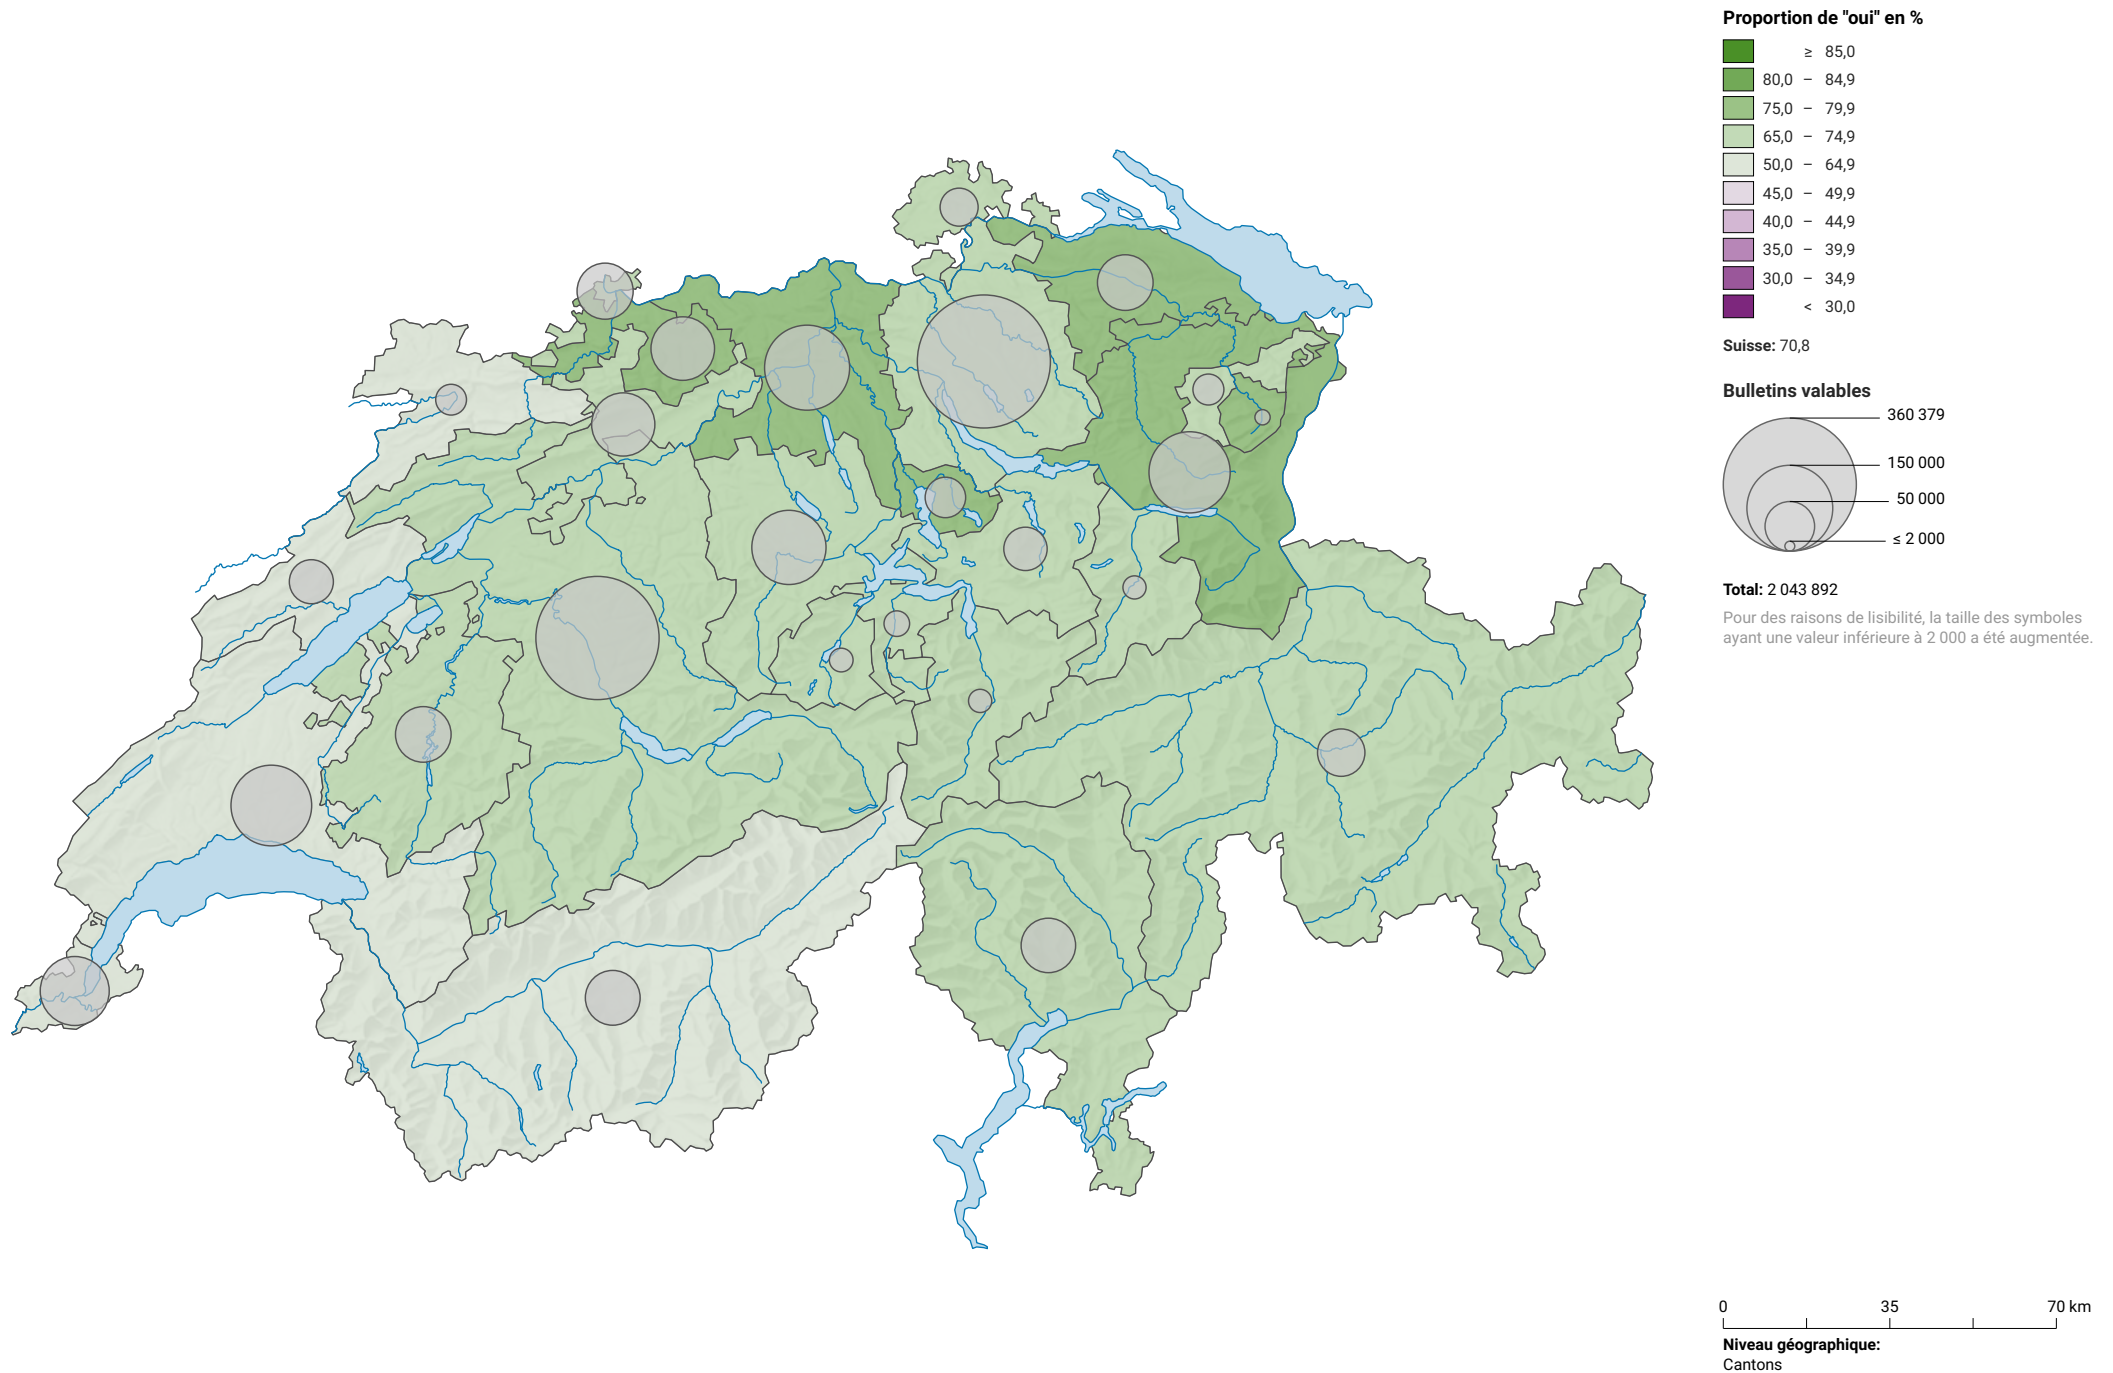 Proportion de "oui" en %
≥ 85,0
80,0 – 84,9
75,0 – 79,9
65,0 – 74,9
50,0 – 64,9
45,0 – 49,9
40,0 – 44,9
35,0 – 39,9
30,0 – 34,9
< 30,0
Suisse: 70,8
Bulletins valables
360 379
150 000
50 000
≤ 2 000
Total: 2 043 892
Pour des raisons de lisibilité, la taille des symboles
ayant une valeur inférieure à 2 000 a été augmentée.
0 35 70 km
Niveau géographique:
Cantons